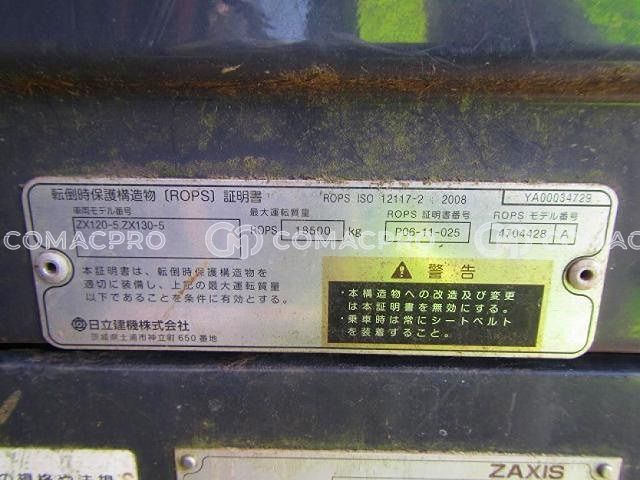 転倒時保護構造物 (ROPS) 証明書
ROPS ISO 12117-2 : 2008
YA00034729
車両モデル番号
最大運転質量
ROPS 証明書番号
ROPS モデル番号
ZX120-5,ZX130-5
ROPS 18500 kg
P06-11-025
4704428 A
本証明書は、転倒時保護構造物を
適切に装備し、上記の最大運転質量
以下であることを条件に有効とする。
警告
・本構造物への改造及び変更
は本証明書を無効にする。
・乗車時は常にシートベルト
を装着すること。
日立建機株式会社
茨城県土浦市神立町650番地
COMACPRO COMACPRO COMACPRO
ZAXIS